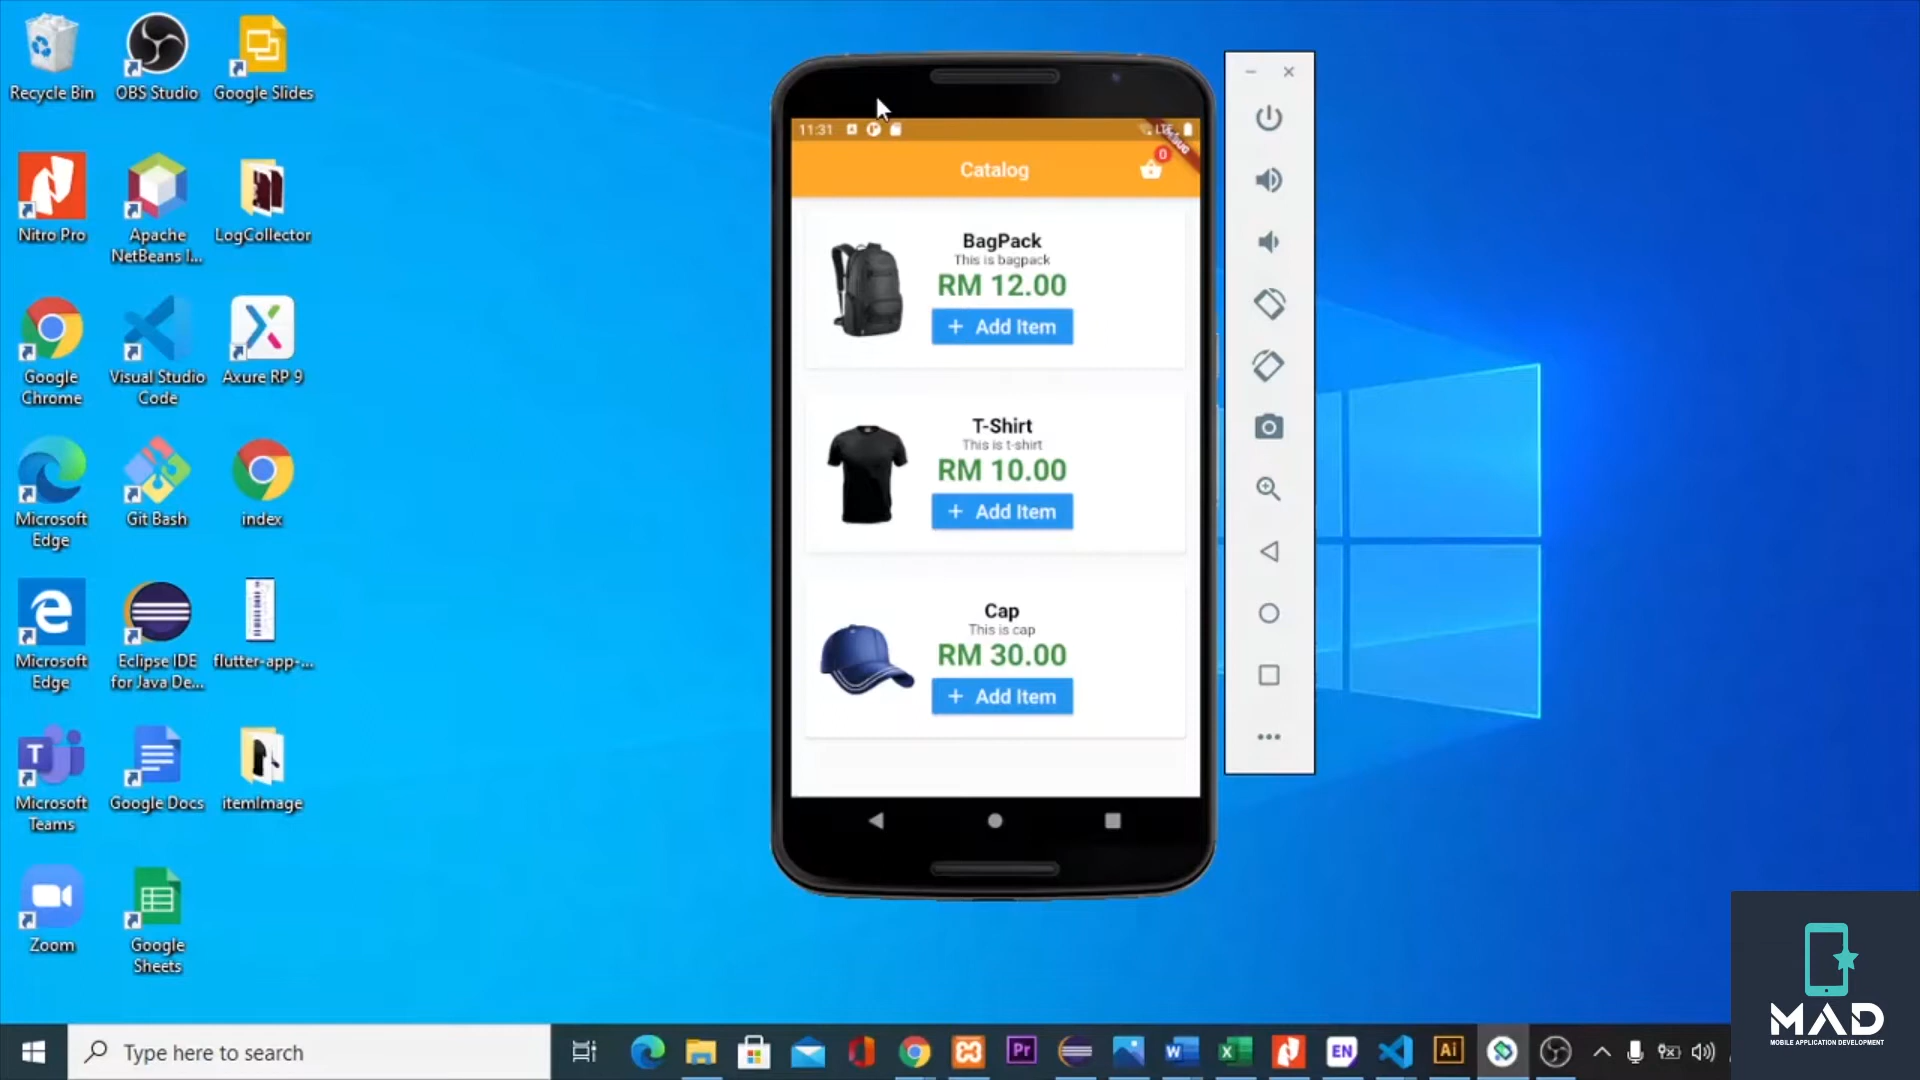 Recycle Bin
OBS Studio
Google Slides
Nitro Pro
Apache
NetBeans I...
LogCollector
Google
Chrome
Visual Studio
Code
Axure RP 9
Microsoft
Edge
Git Bash
index
Microsoft
Edge
Eclipse IDE
for Java De...
flutter-app-...
Microsoft
Teams
Google Docs
itemImage
Zoom
Google
Sheets
11:31
LTE
Catalog
0
BagPack
This is bagpack
RM 12.00
+ Add Item
T-Shirt
This is t-shirt
RM 10.00
+ Add Item
Cap
This is cap
RM 30.00
+ Add Item
Type here to search
Pr
W
X
EN
Ai
MAD
MOBILE APPLICATION DEVELOPMENT